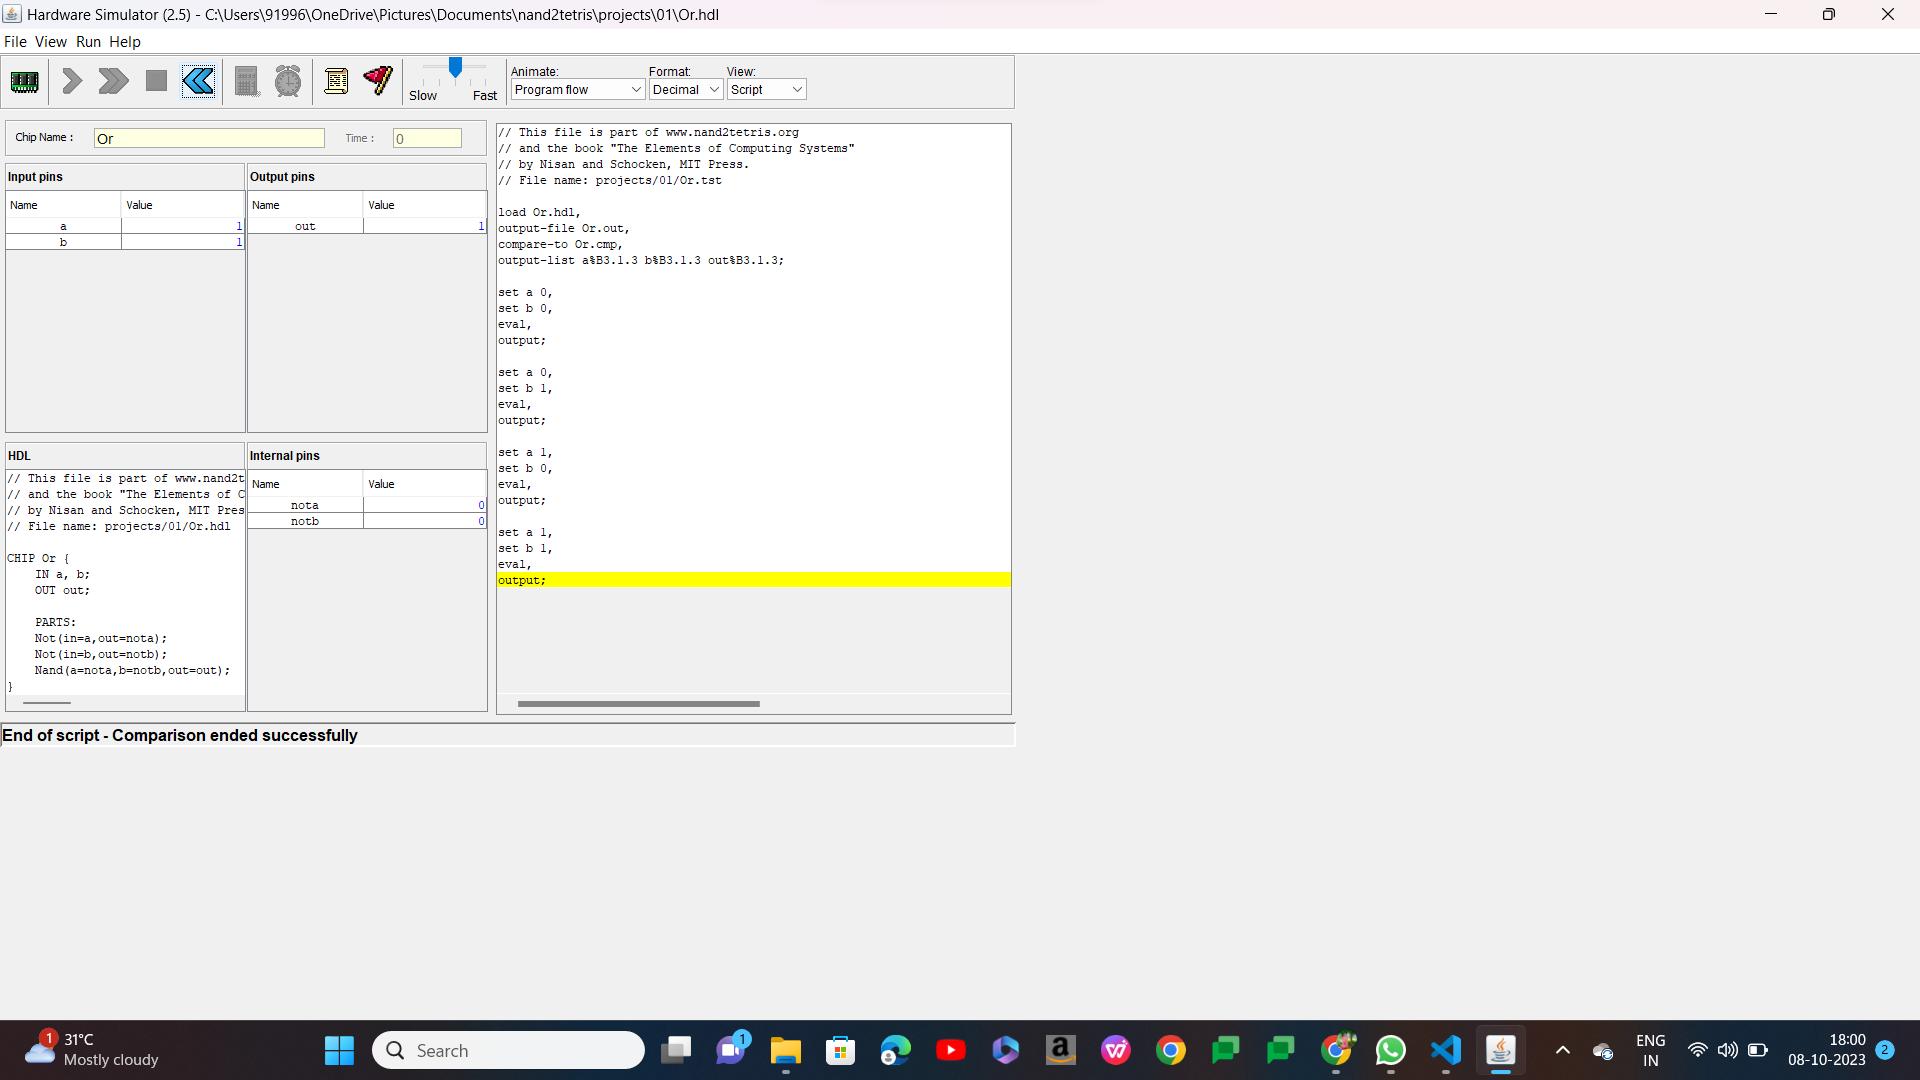 Hardware Simulator (2.5) - C:\Users\91996\OneDrive\Pictures\Documents\nand2tetris\projects\01\Or.hdl
File View Run Help
Slow Fast
Animate: Format: View:
Program flow Decimal Script
Chip Name : Or Time : 0
Input pins
Name Value
a 1
b 1
Output pins
Name Value
out 1
HDL
// This file is part of www.nand2t
// and the book "The Elements of C
// by Nisan and Schocken, MIT Pres
// File name: projects/01/Or.hdl
CHIP Or {
IN a, b;
OUT out;
PARTS:
Not(in=a,out=nota);
Not(in=b,out=notb);
Nand(a=nota,b=notb,out=out);
}
Internal pins
Name Value
nota 0
notb 0
// This file is part of www.nand2tetris.org
// and the book "The Elements of Computing Systems"
// by Nisan and Schocken, MIT Press.
// File name: projects/01/Or.tst
load Or.hdl,
output-file Or.out,
compare-to Or.cmp,
output-list a%B3.1.3 b%B3.1.3 out%B3.1.3;
set a 0,
set b 0,
eval,
output;
set a 0,
set b 1,
eval,
output;
set a 1,
set b 0,
eval,
output;
set a 1,
set b 1,
eval,
output;
End of script - Comparison ended successfully
1
31°C
Mostly cloudy
Search
1
a
ENG
IN
18:00
08-10-2023
2